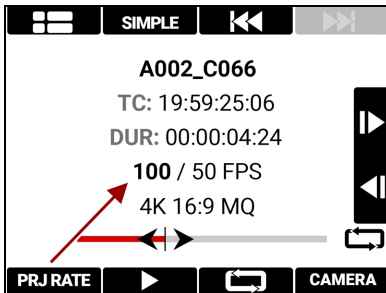 SIMPLE
A002_C066
TC: 19:59:25:06
DUR: 00:00:04:24
100 / 50 FPS
4K 16:9 MQ
PRJ RATE
CAMERA